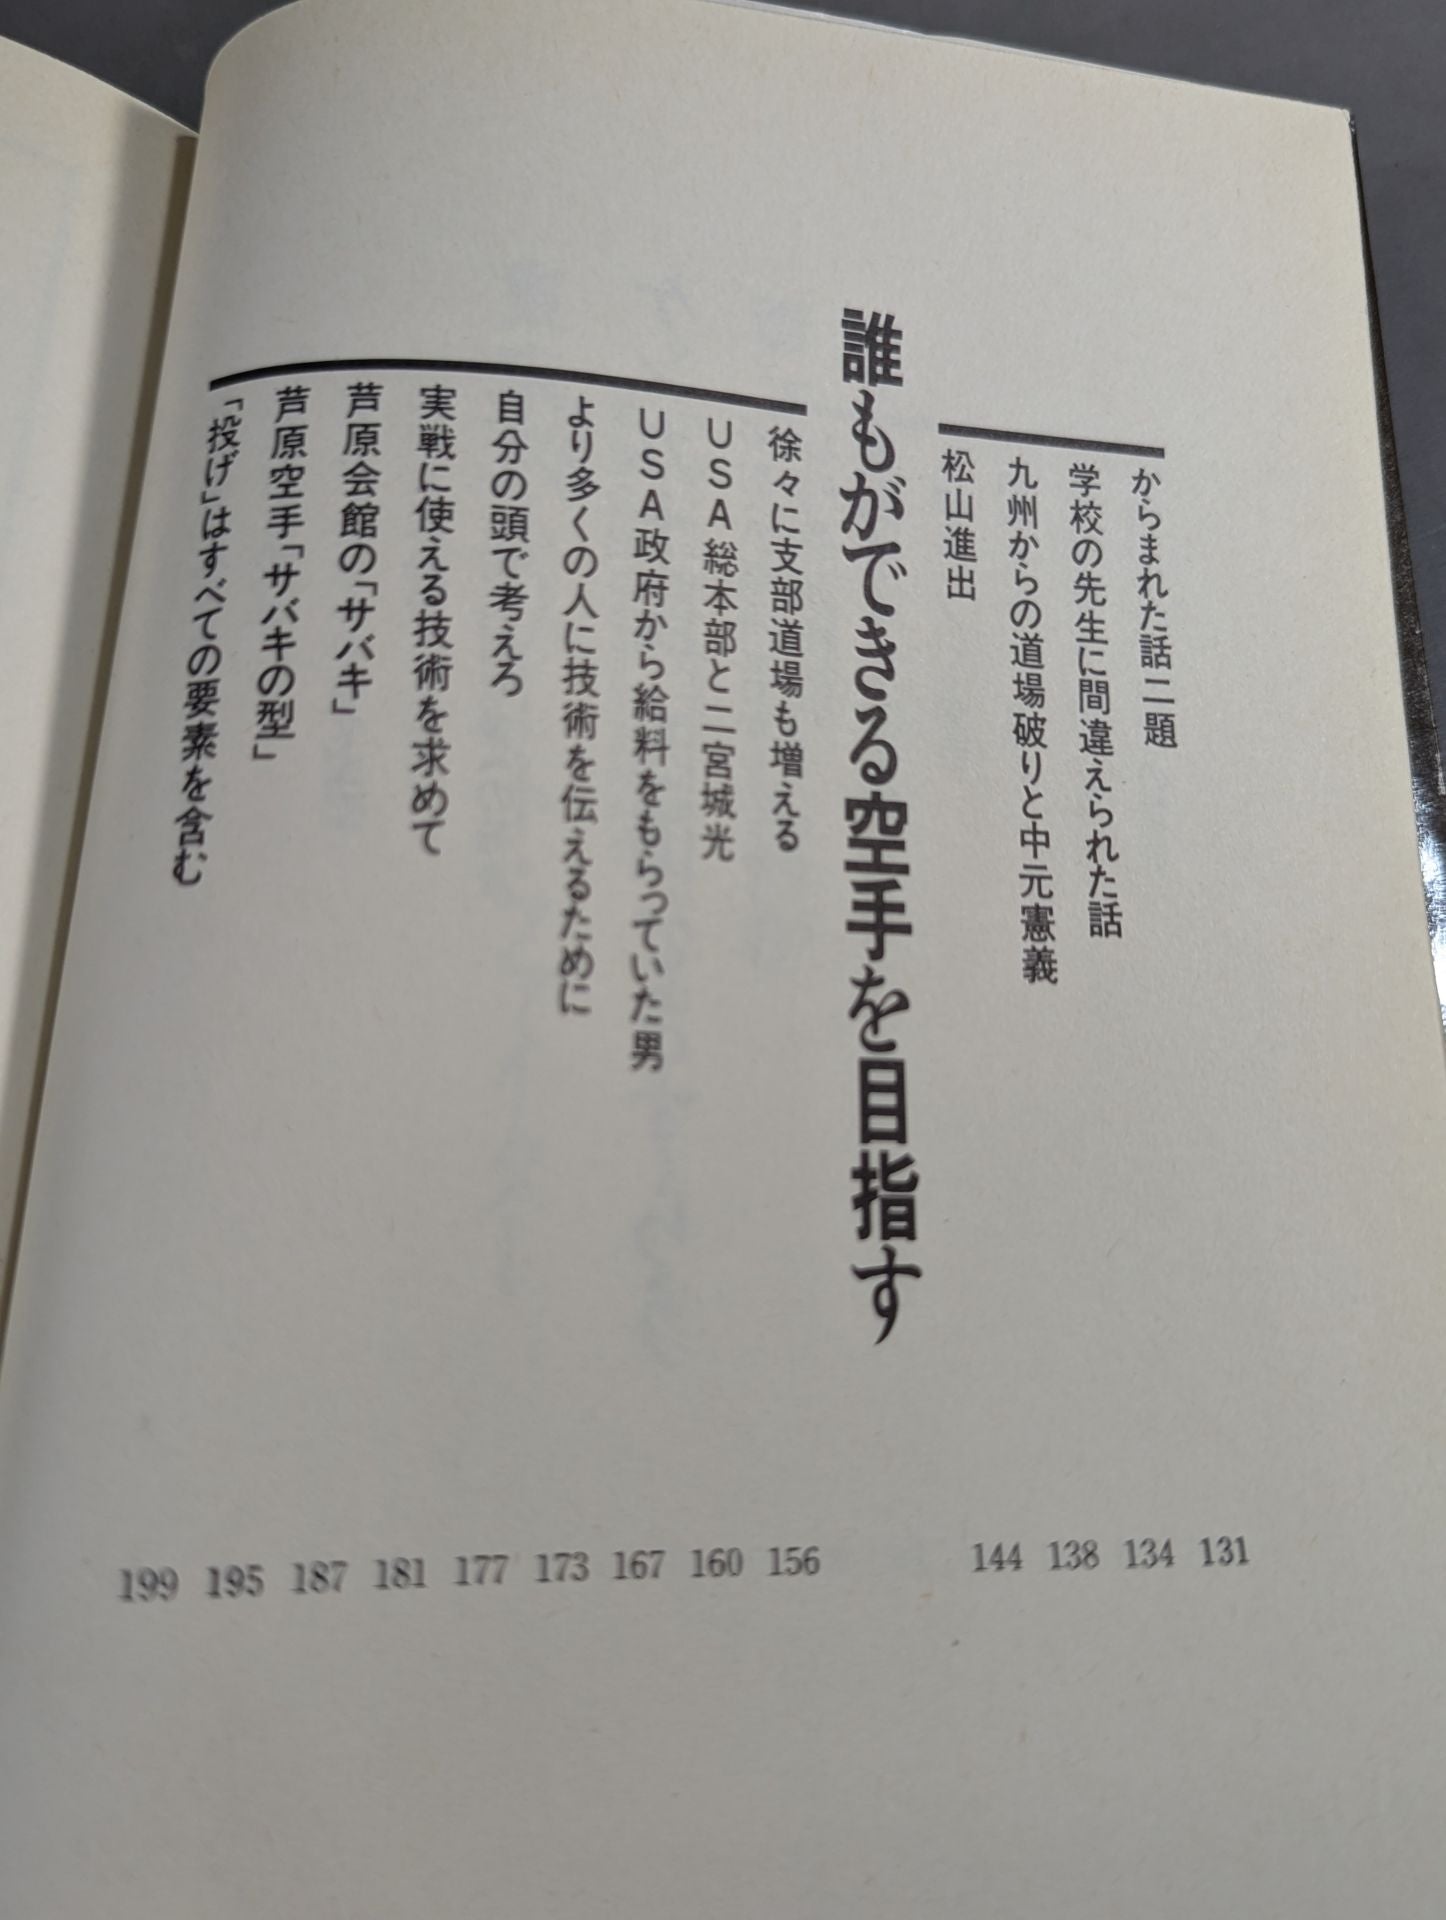 からまれた話二題
学校の先生に間違えられた話
九州からの道場破りと中元憲義
松山進出
誰もができる空手を目指す
徐々に支部道場も増える
USA総本部と二宮城光
USA政府から給料をもらっていた男
より多くの人に技術を伝えるために
自分の頭で考えろ
実戦に使える技術を求めて
芦原会館の「サバキ」
芦原空手「サバキの型」
「投げ」はすべての要素を含む
131
134
138
144
156
160
167
173
177
181
187
195
199